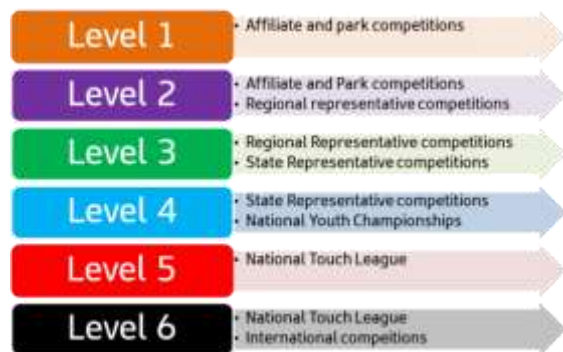 Level 1
• Affiliate and park competitions
Level 2
• Affiliate and Park competitions
• Regional representative competitions
Level 3
• Regional Representative competitions
• State Representative competitions
Level 4
• State Representative competitions
• National Youth Championships
Level 5
• National Touch League
Level 6
• National Touch League
• International compeitions